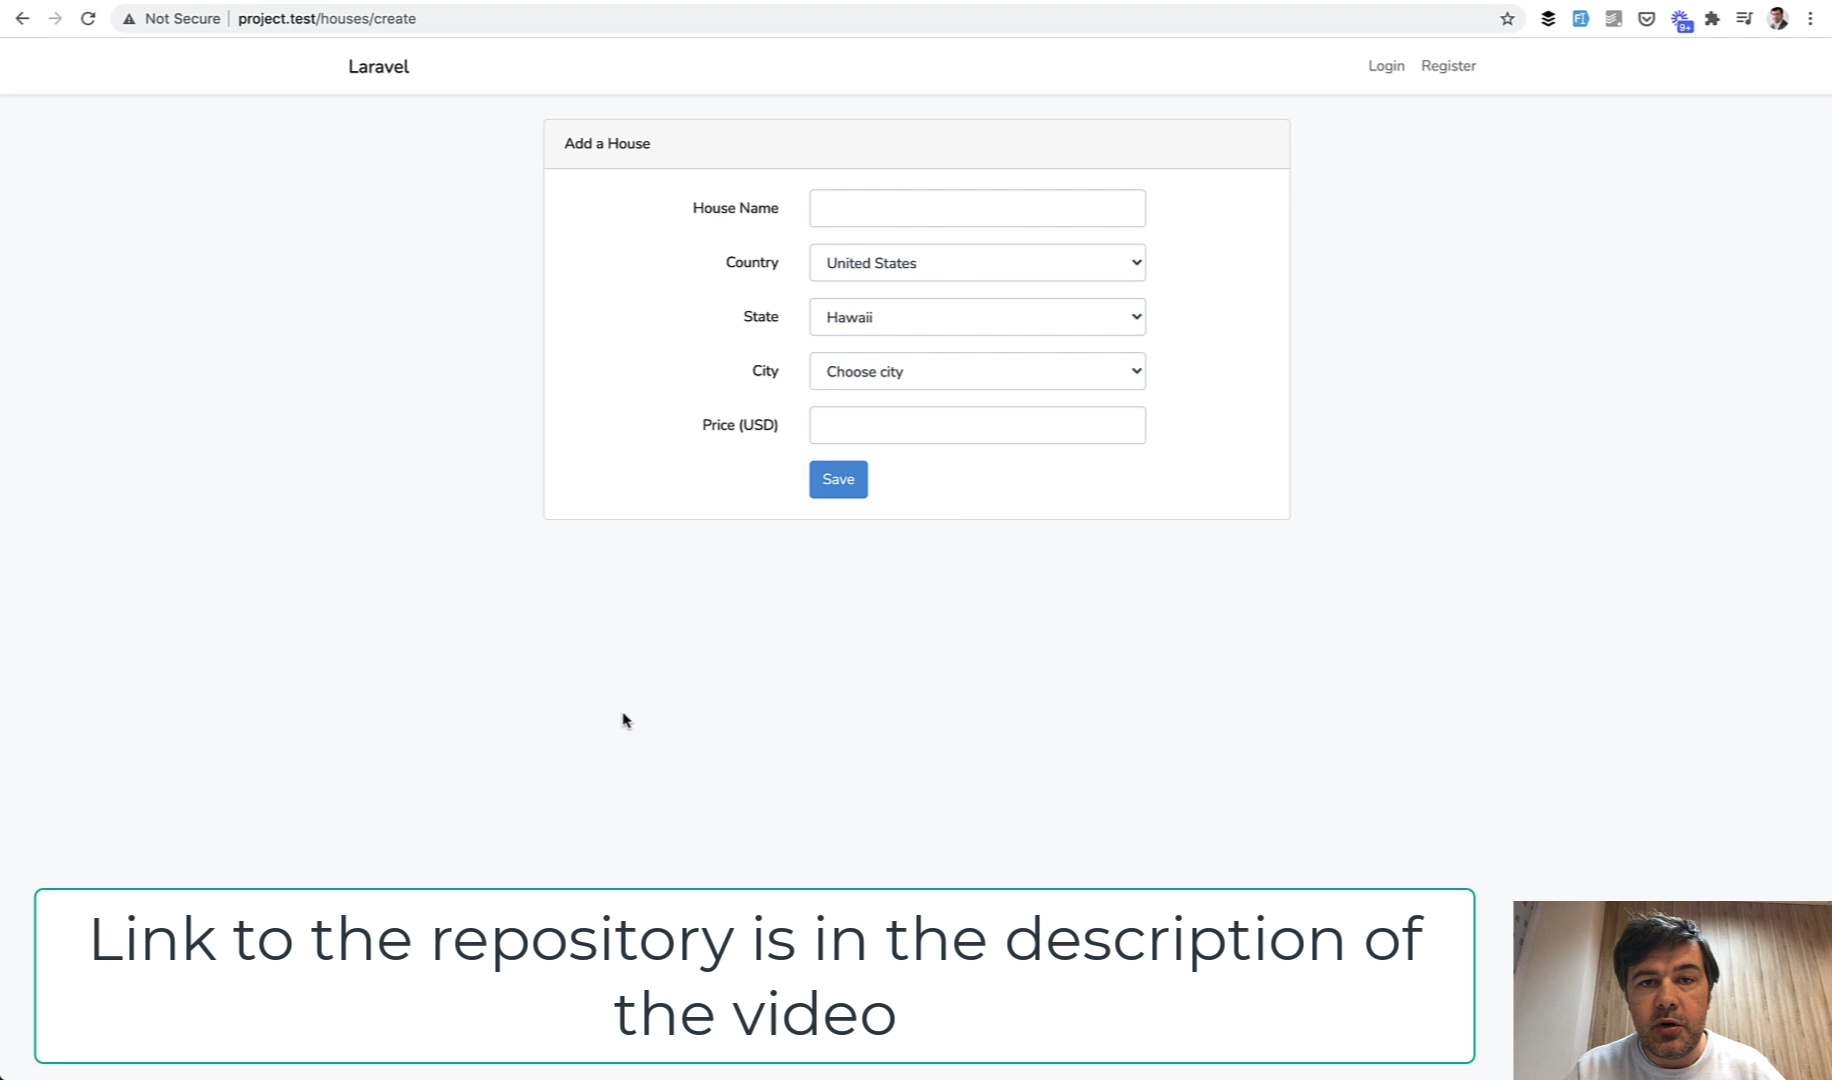 Not Secure project.test/houses/create
9+
Laravel Login Register
Add a House
House Name
Country United States
State Hawaii
City Choose city
Price (USD)
Save
Link to the repository is in the description of
the video